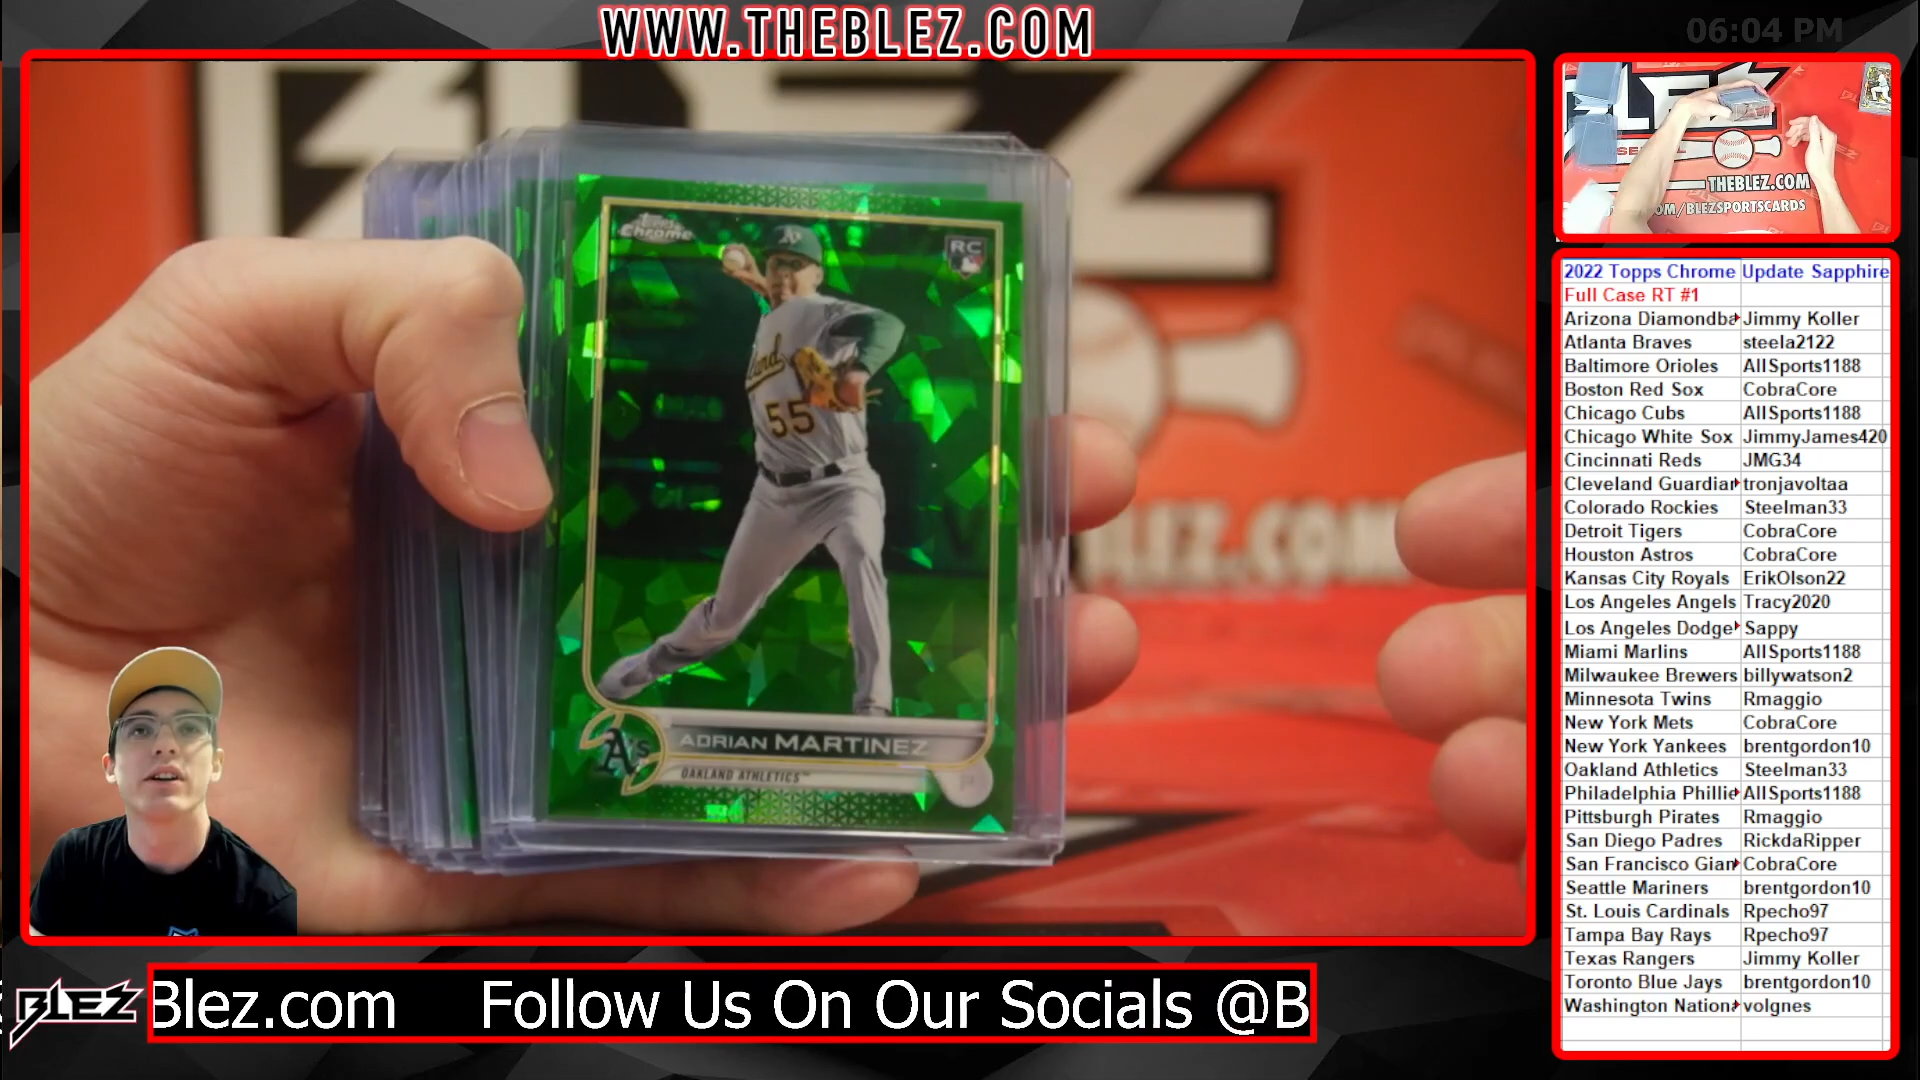 WWW.THEBLEZ.COM
06:04 PM
Topps Chrome
RC
55
ADRIAN MARTINEZ
A's
OAKLAND ATHLETICS™
THEBLEZ.COM
OM/BLEZSPORTSCARDS
2022 Topps Chrome Update Sapphire
Full Case RT #1
Arizona Diamondba Jimmy Koller
Atlanta Braves steela2122
Baltimore Orioles AllSports1188
Boston Red Sox CobraCore
Chicago Cubs AllSports1188
Chicago White Sox JimmyJames420
Cincinnati Reds JMG34
Cleveland Guardian tronjavoltaa
Colorado Rockies Steelman33
Detroit Tigers CobraCore
Houston Astros CobraCore
Kansas City Royals ErikOlson22
Los Angeles Angels Tracy2020
Los Angeles Dodge Sappy
Miami Marlins AllSports1188
Milwaukee Brewers billywatson2
Minnesota Twins Rmaggio
New York Mets CobraCore
New York Yankees brentgordon10
Oakland Athletics Steelman33
Philadelphia Phillie AllSports1188
Pittsburgh Pirates Rmaggio
San Diego Padres RickdaRipper
San Francisco Gian CobraCore
Seattle Mariners brentgordon10
St. Louis Cardinals Rpecho97
Tampa Bay Rays Rpecho97
Texas Rangers Jimmy Koller
Toronto Blue Jays brentgordon10
Washington Nationa volgnes
BLEZ
Blez.com Follow Us On Our Socials @B